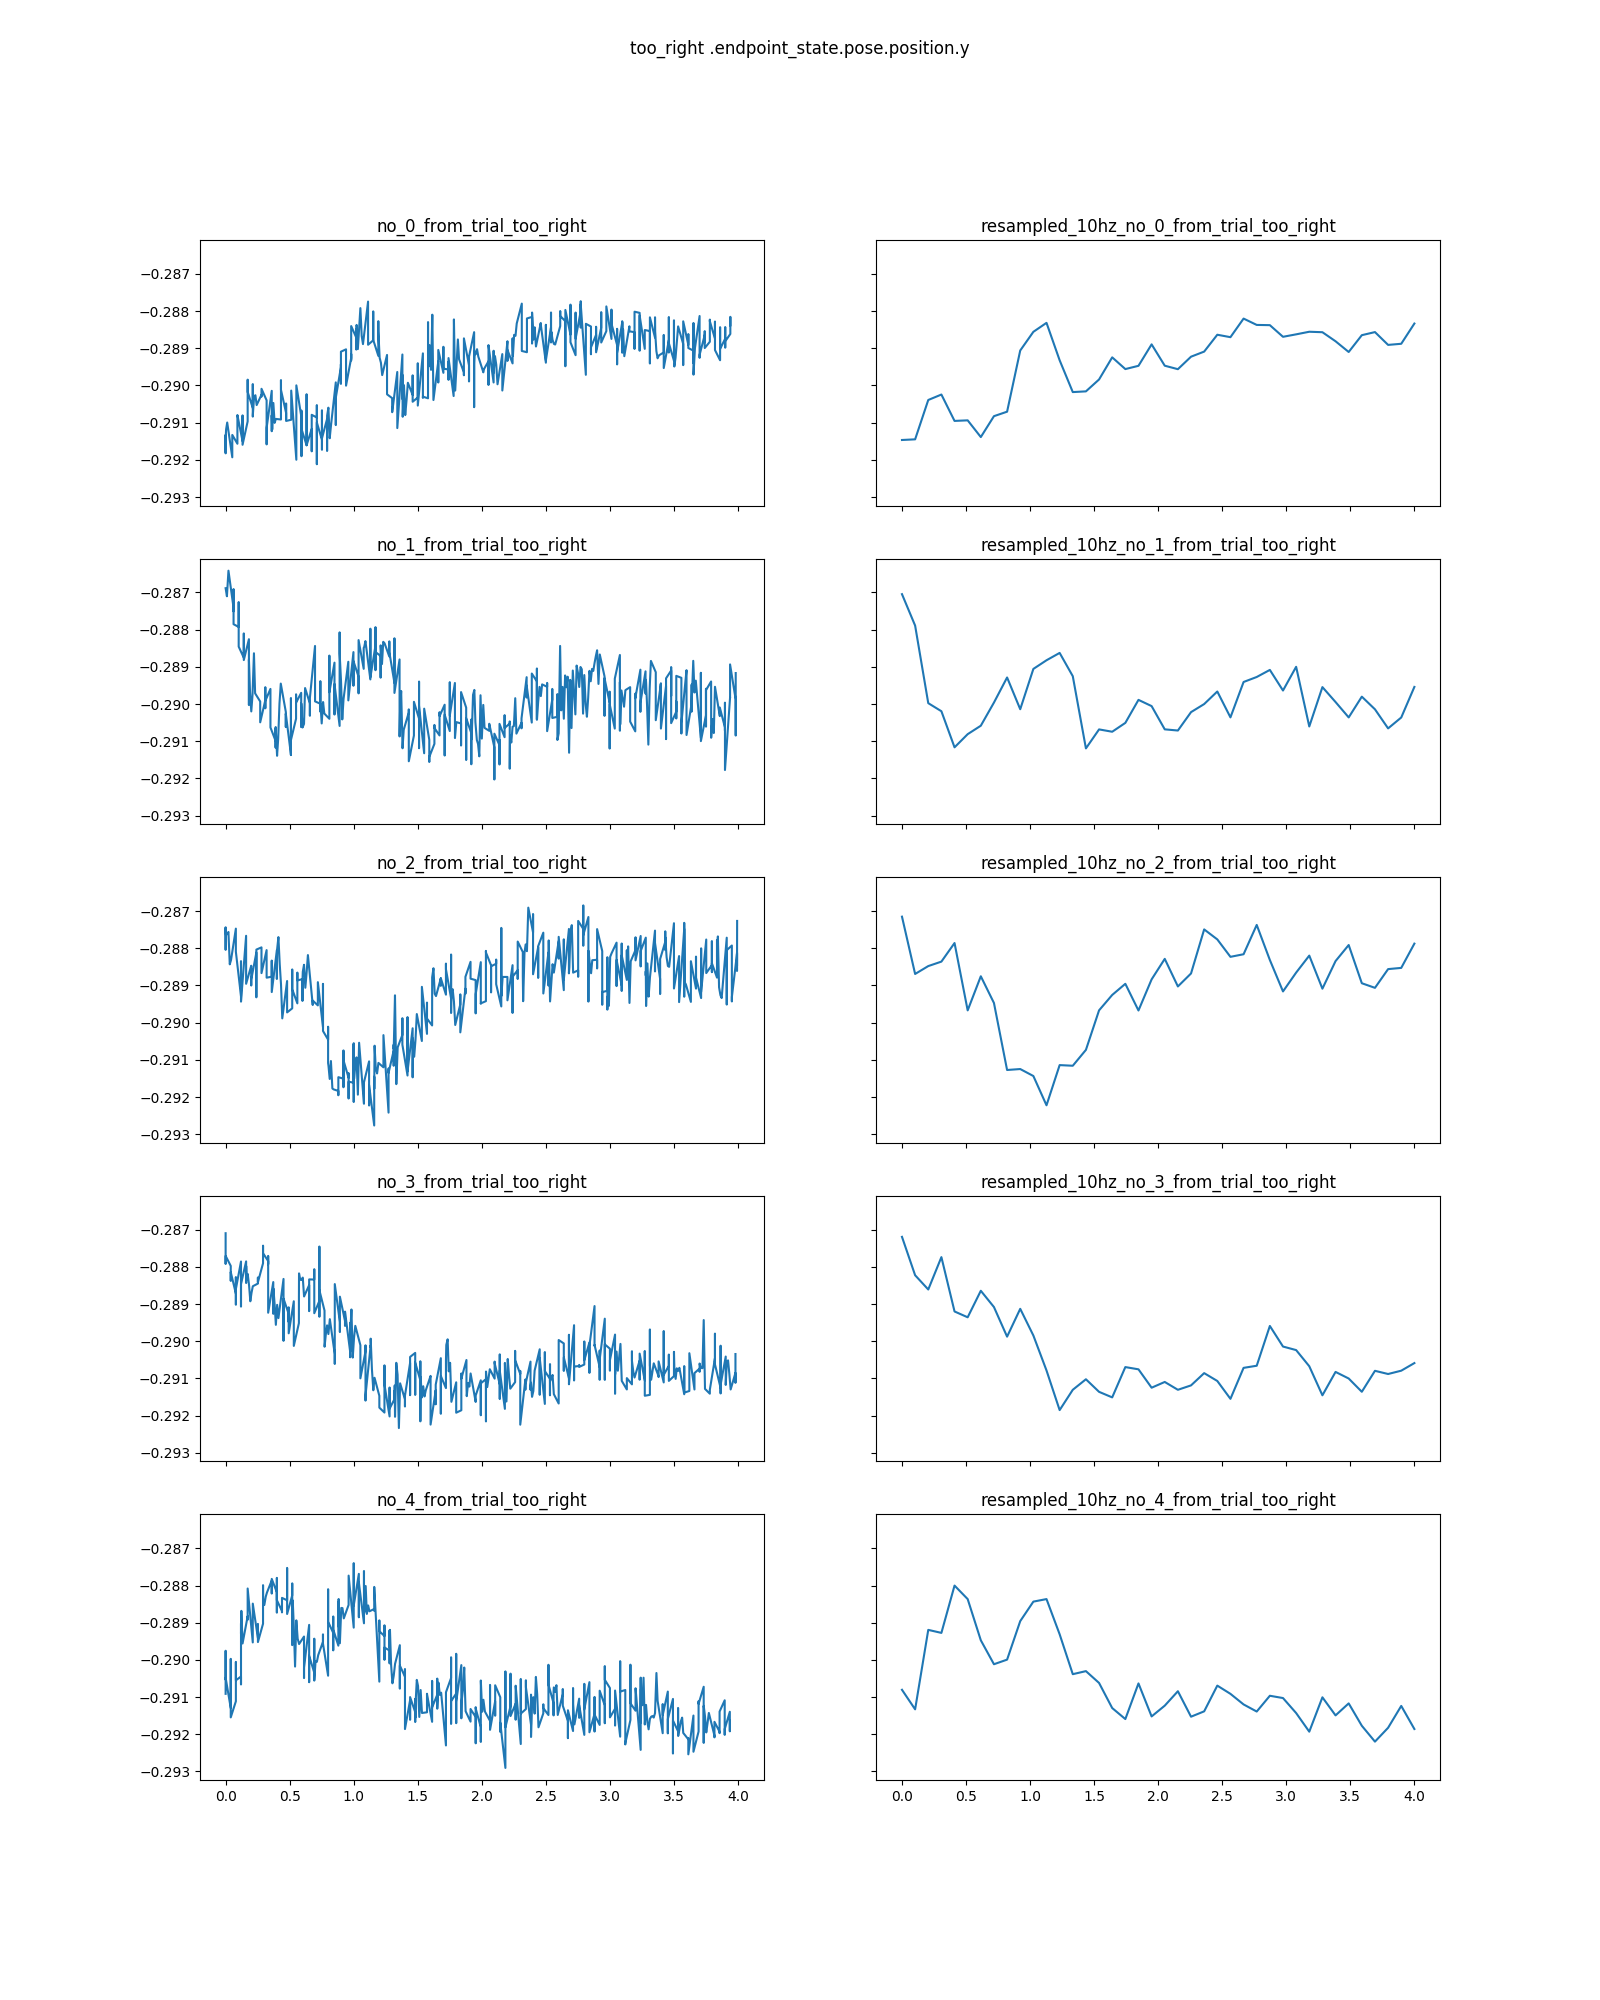 too_right .endpoint_state.pose.position.y
no_0_from_trial_too_right
resampled_10hz_no_0_from_trial_too_right
−0.287
−0.288
−0.289
−0.290
−0.291
−0.292
−0.293
no_1_from_trial_too_right
resampled_10hz_no_1_from_trial_too_right
−0.287
−0.288
−0.289
−0.290
−0.291
−0.292
−0.293
no_2_from_trial_too_right
resampled_10hz_no_2_from_trial_too_right
−0.287
−0.288
−0.289
−0.290
−0.291
−0.292
−0.293
no_3_from_trial_too_right
resampled_10hz_no_3_from_trial_too_right
−0.287
−0.288
−0.289
−0.290
−0.291
−0.292
−0.293
no_4_from_trial_too_right
resampled_10hz_no_4_from_trial_too_right
−0.287
−0.288
−0.289
−0.290
−0.291
−0.292
−0.293
0.0 0.5 1.0 1.5 2.0 2.5 3.0 3.5 4.0
0.0 0.5 1.0 1.5 2.0 2.5 3.0 3.5 4.0